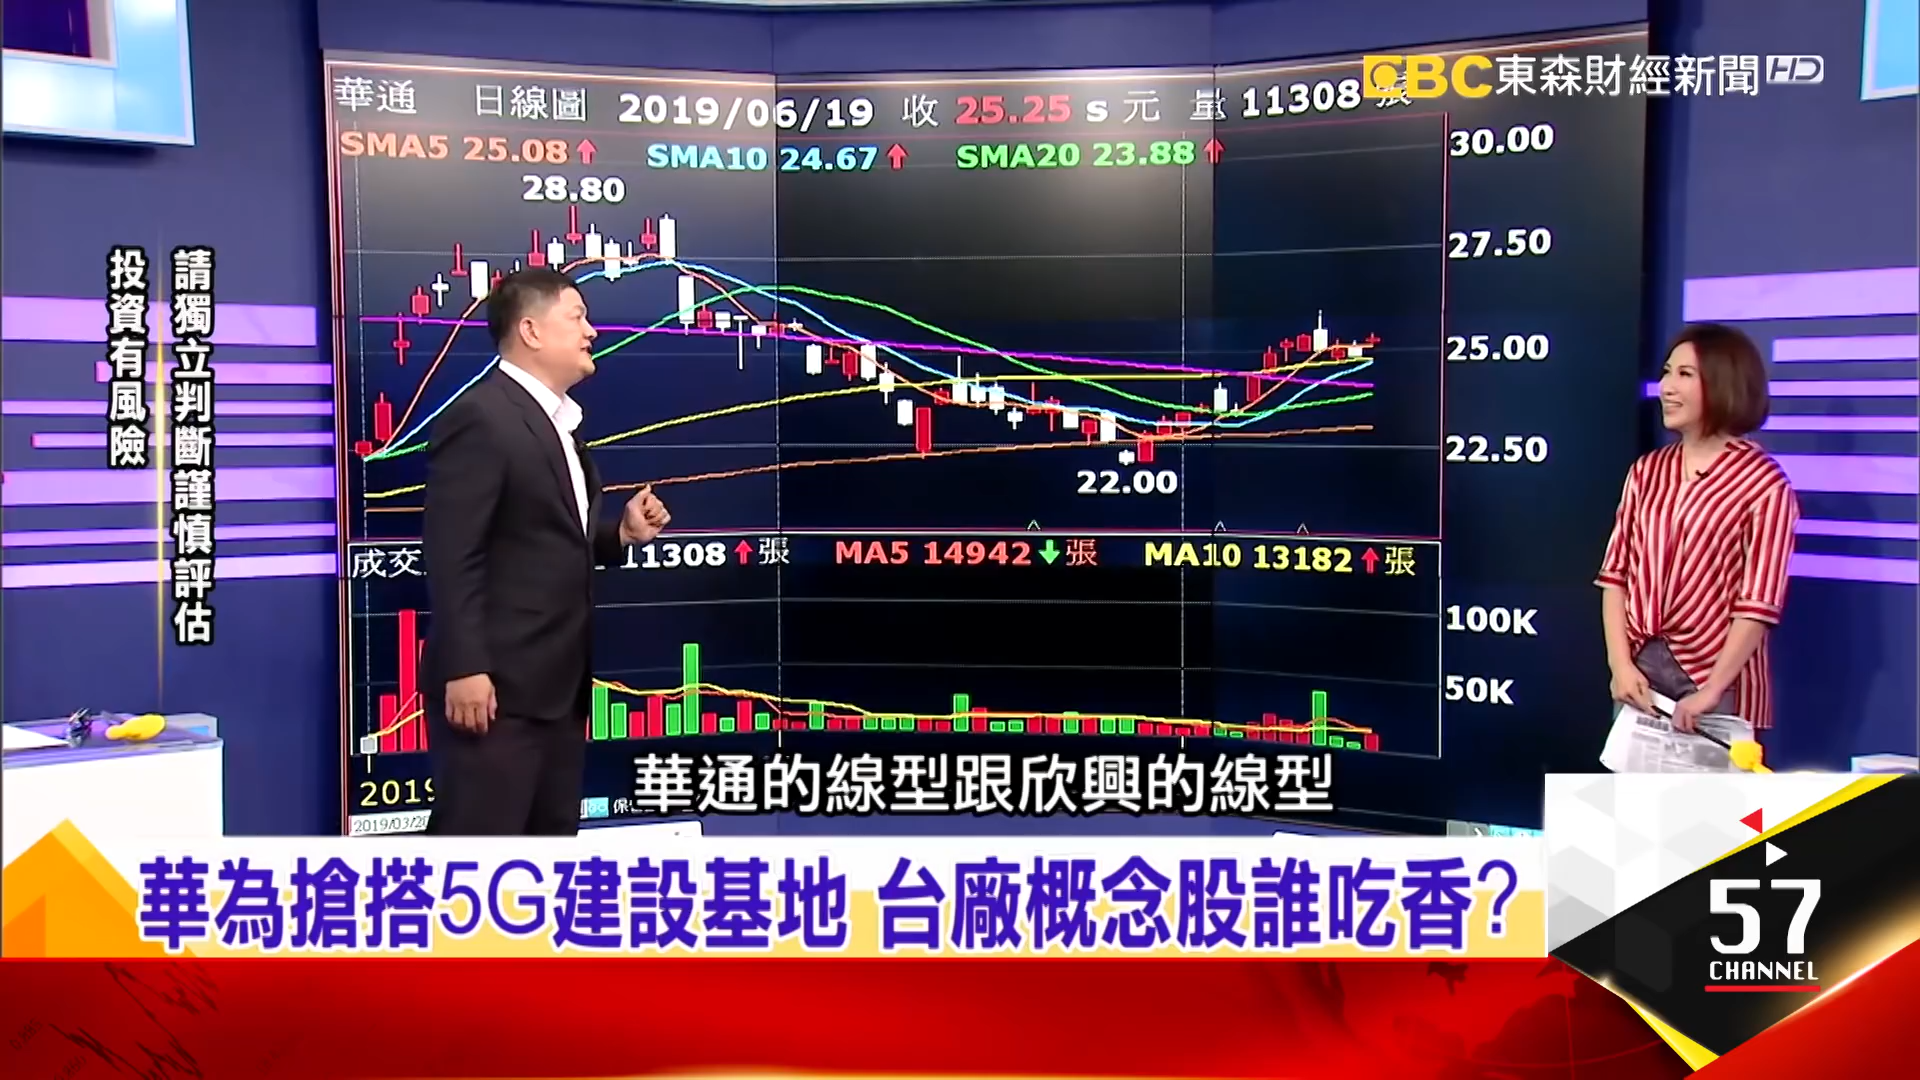 EBC 東森財經新聞 HD
華通 日線圖 2019/06/19 收 25.25 s 元 量 11308 張
SMA5 25.08↑ SMA10 24.67↑ SMA20 23.88↑
28.80
30.00
27.50
25.00
22.50
22.00
請獨立判斷謹慎評估
投資有風險
成交 11308↑張 MA5 14942↓張 MA10 13182↑張
100K
50K
2019
2019/03/20
華通的線型跟欣興的線型
華為搶搭5G建設基地 台廠概念股誰吃香?
57
CHANNEL